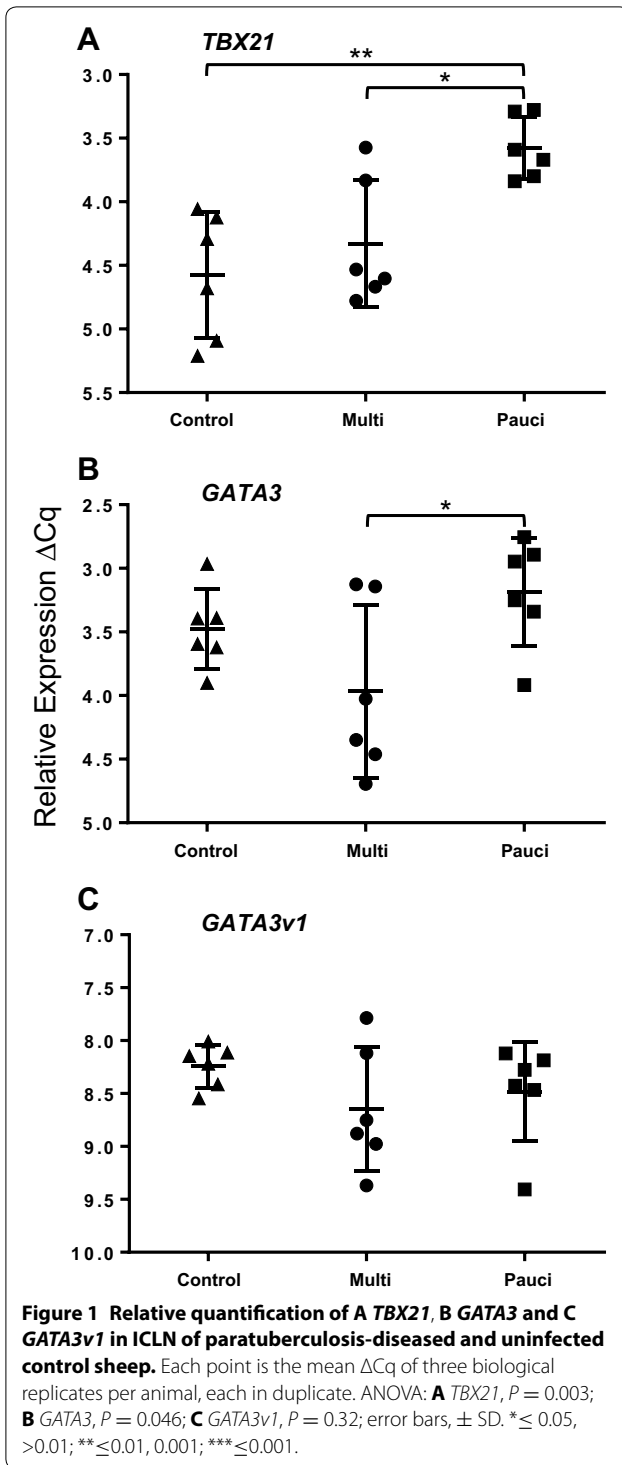 A TBX21
**
*
3.0
3.5
4.0
4.5
5.0
5.5
Control Multi Pauci
Relative Expression ΔCq
B GATA3
*
2.5
3.0
3.5
4.0
4.5
5.0
Control Multi Pauci
C GATA3v1
7.0
7.5
8.0
8.5
9.0
9.5
10.0
Control Multi Pauci
Figure 1 Relative quantification of A TBX21, B GATA3 and C
GATA3v1 in ICLN of paratuberculosis-diseased and uninfected
control sheep. Each point is the mean ΔCq of three biological
replicates per animal, each in duplicate. ANOVA: A TBX21, P = 0.003;
B GATA3, P = 0.046; C GATA3v1, P = 0.32; error bars, ± SD. *≤ 0.05,
>0.01; **≤0.01, 0.001; ***≤0.001.